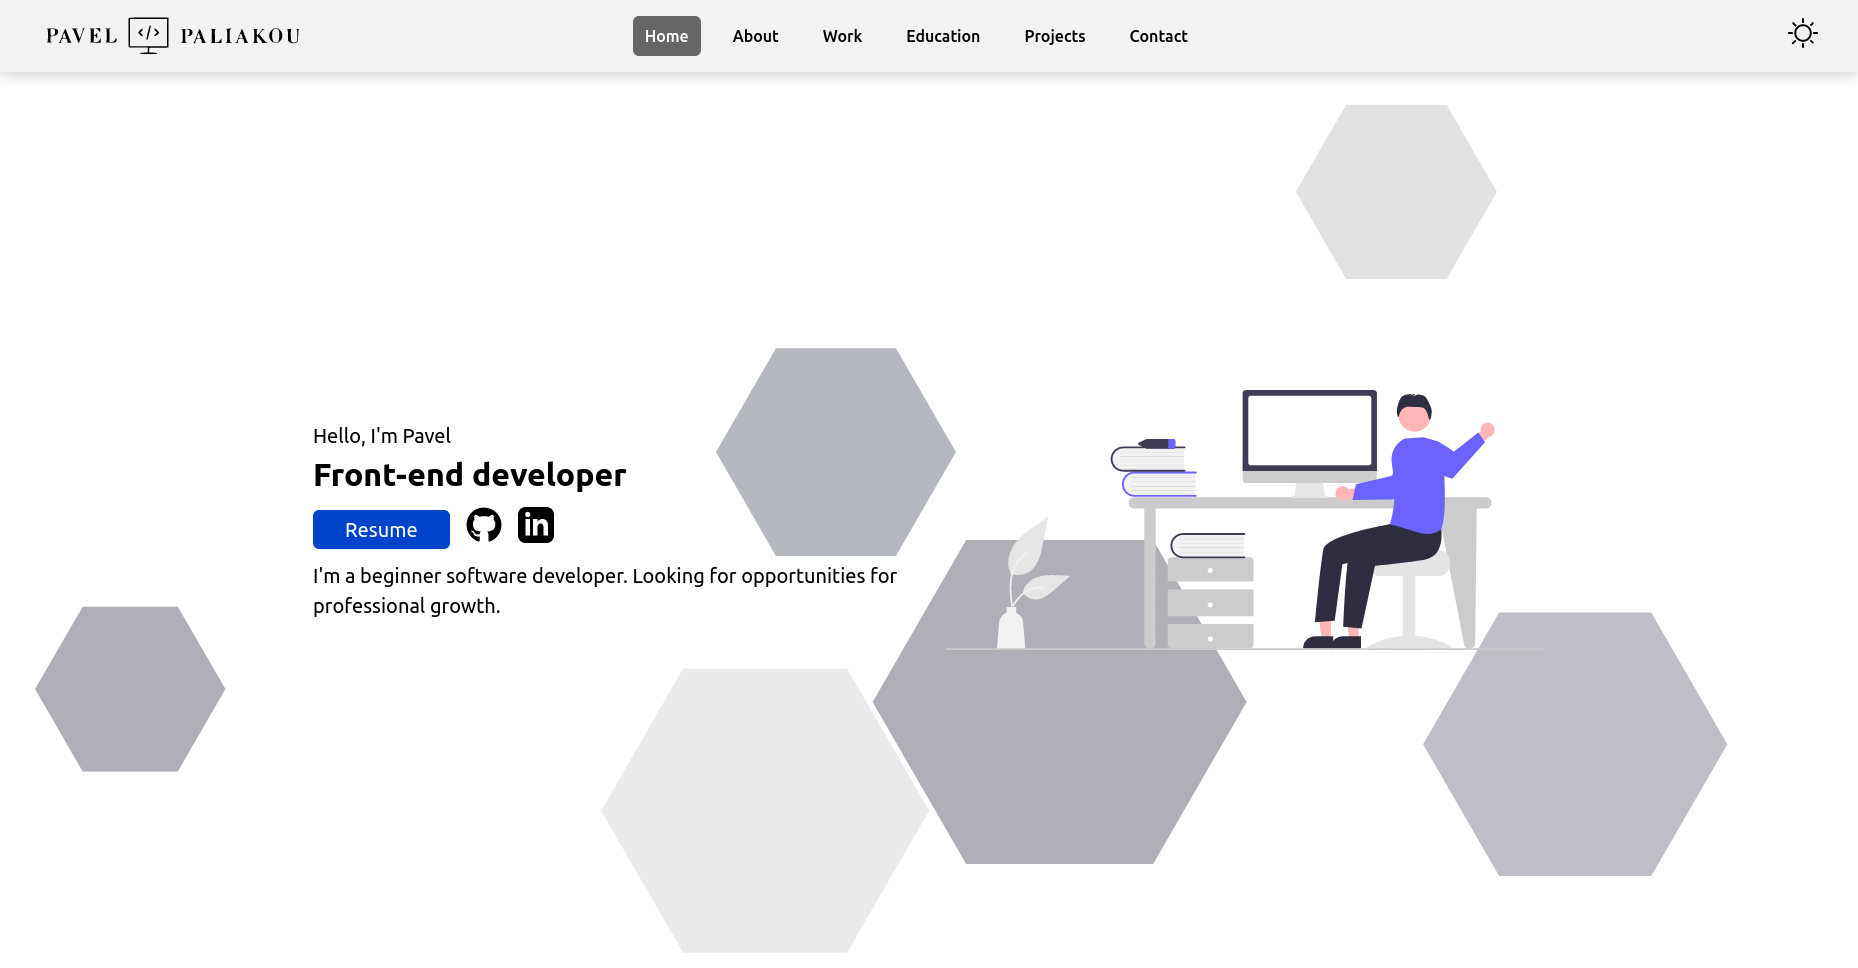 PAVEL </> PALIAKOU
Home About Work Education Projects Contact
Hello, I'm Pavel
Front-end developer
Resume in
I'm a beginner software developer. Looking for opportunities for
professional growth.